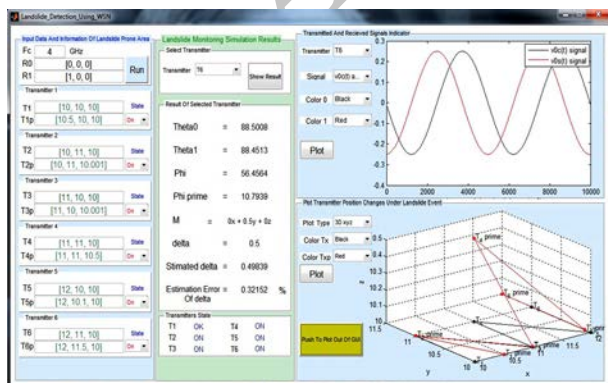 Landslide_Detection_Using_WSN
Input Data And Information Of Landslide Prone Area
Fc 4 GHz
R0 [0, 0, 0]
R1 [1, 0, 0]
Run
Transmitter 1
T1 [10, 10, 10] State
T1p [10.5, 10, 10] On
Transmitter 2
T2 [10, 11, 10] State
T2p [10, 11, 10.001] On
Transmitter 3
T3 [11, 10, 10] State
T3p [11, 10, 10.001] On
Transmitter 4
T4 [11, 11, 10] State
T4p [11, 11, 10.5] On
Transmitter 5
T5 [12, 10, 10] State
T5p [12, 10.1, 10] On
Transmitter 6
T6 [12, 11, 10] State
T6p [12, 11.5, 10] On
Landslide Monitoring Simulation Results
Select Transmitter
Transmitter T6 Show Result
Result Of Selected Transmitter
Theta0 = 88.5008
Theta1 = 88.4513
Phi = 56.4564
Phi prime = 10.7939
M = 0x + 0.5y + 0z
delta = 0.5
Stimated delta = 0.49839
Estimation Error Of delta = 0.32152 %
Transmitters State
T1 OK T4 ON
T2 ON T5 ON
T3 ON T6 ON
Transmitted And Recieved Signals Indicator
Transmitter T6
Signal v0c(t) a...
Color 0 Black
Color 1 Red
Plot
v0c(t) signal
v0c(t) signal
0.3
0.2
0.1
0
-0.1
-0.2
-0.3
-0.4
0 2000 4000 6000 8000 10000
Plot Transmitter Position Changes Under Landslide Event
Plot Type 3D xyz
Color Tx Black
Color Txp Red
Plot
Push To Plot Out Of GUI
10.5
10.4
10.3
10.2
10.1
10
11.5
11
10.5
10
10
10.5
11
11.5
12
z
y
x